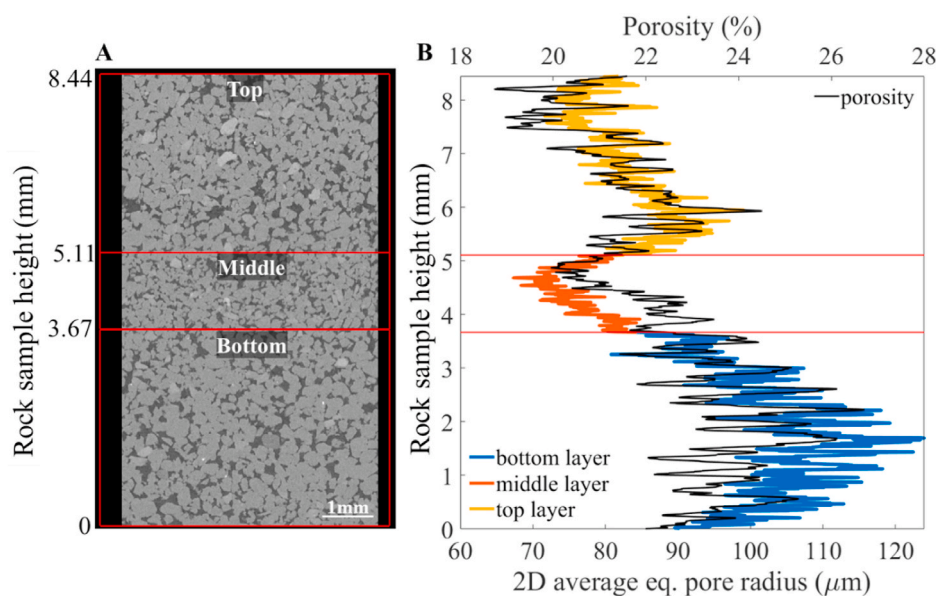 A
8.44
Top
5.11
Middle
3.67
Bottom
0
1mm
Rock sample height (mm)
Porosity (%)
B
18 20 22 24 26 28
porosity
8
7
6
5
4
3
2
1
0
Rock sample height (mm)
bottom layer
middle layer
top layer
60 70 80 90 100 110 120
2D average eq. pore radius (μm)